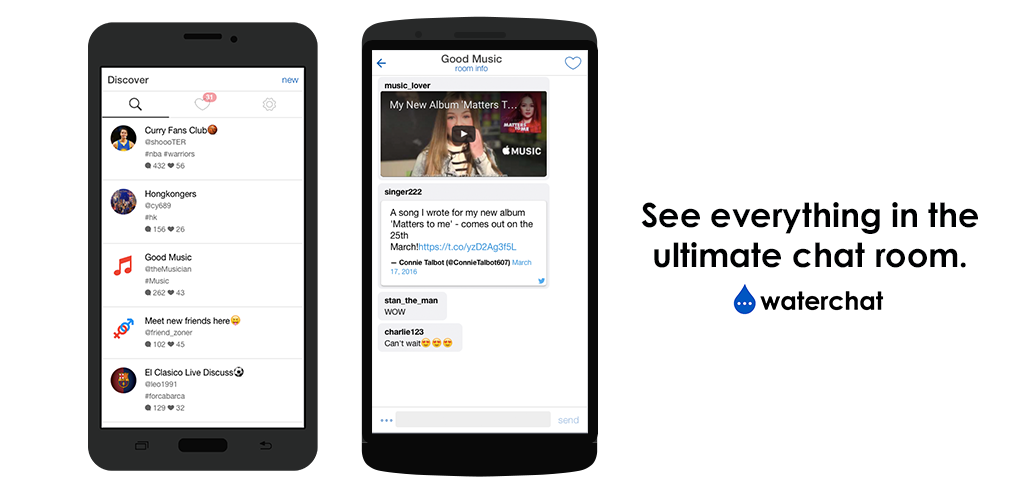 Discover
new
31
Curry Fans Club🏀
@shoooTER
#nba #warriors
432 56
Hongkongers
@cy689
#hk
156 26
Good Music
@theMusician
#Music
262 43
Meet new friends here😜
@friend_zoner
102 45
El Clasico Live Discuss⚽
@leo1991
#forcabarca
129 32
Good Music
room info
music_lover
My New Album 'Matters T...
MATTERS
TO ME
MUSIC
singer222
A song I wrote for my new album
'Matters to me' - comes out on the
25th
March!https://t.co/yzD2Ag3f5L
— Connie Talbot (@ConnieTalbot607) March
17, 2016
stan_the_man
WOW
charlie123
Can't wait😍😍😍
send
See everything in the
ultimate chat room.
waterchat